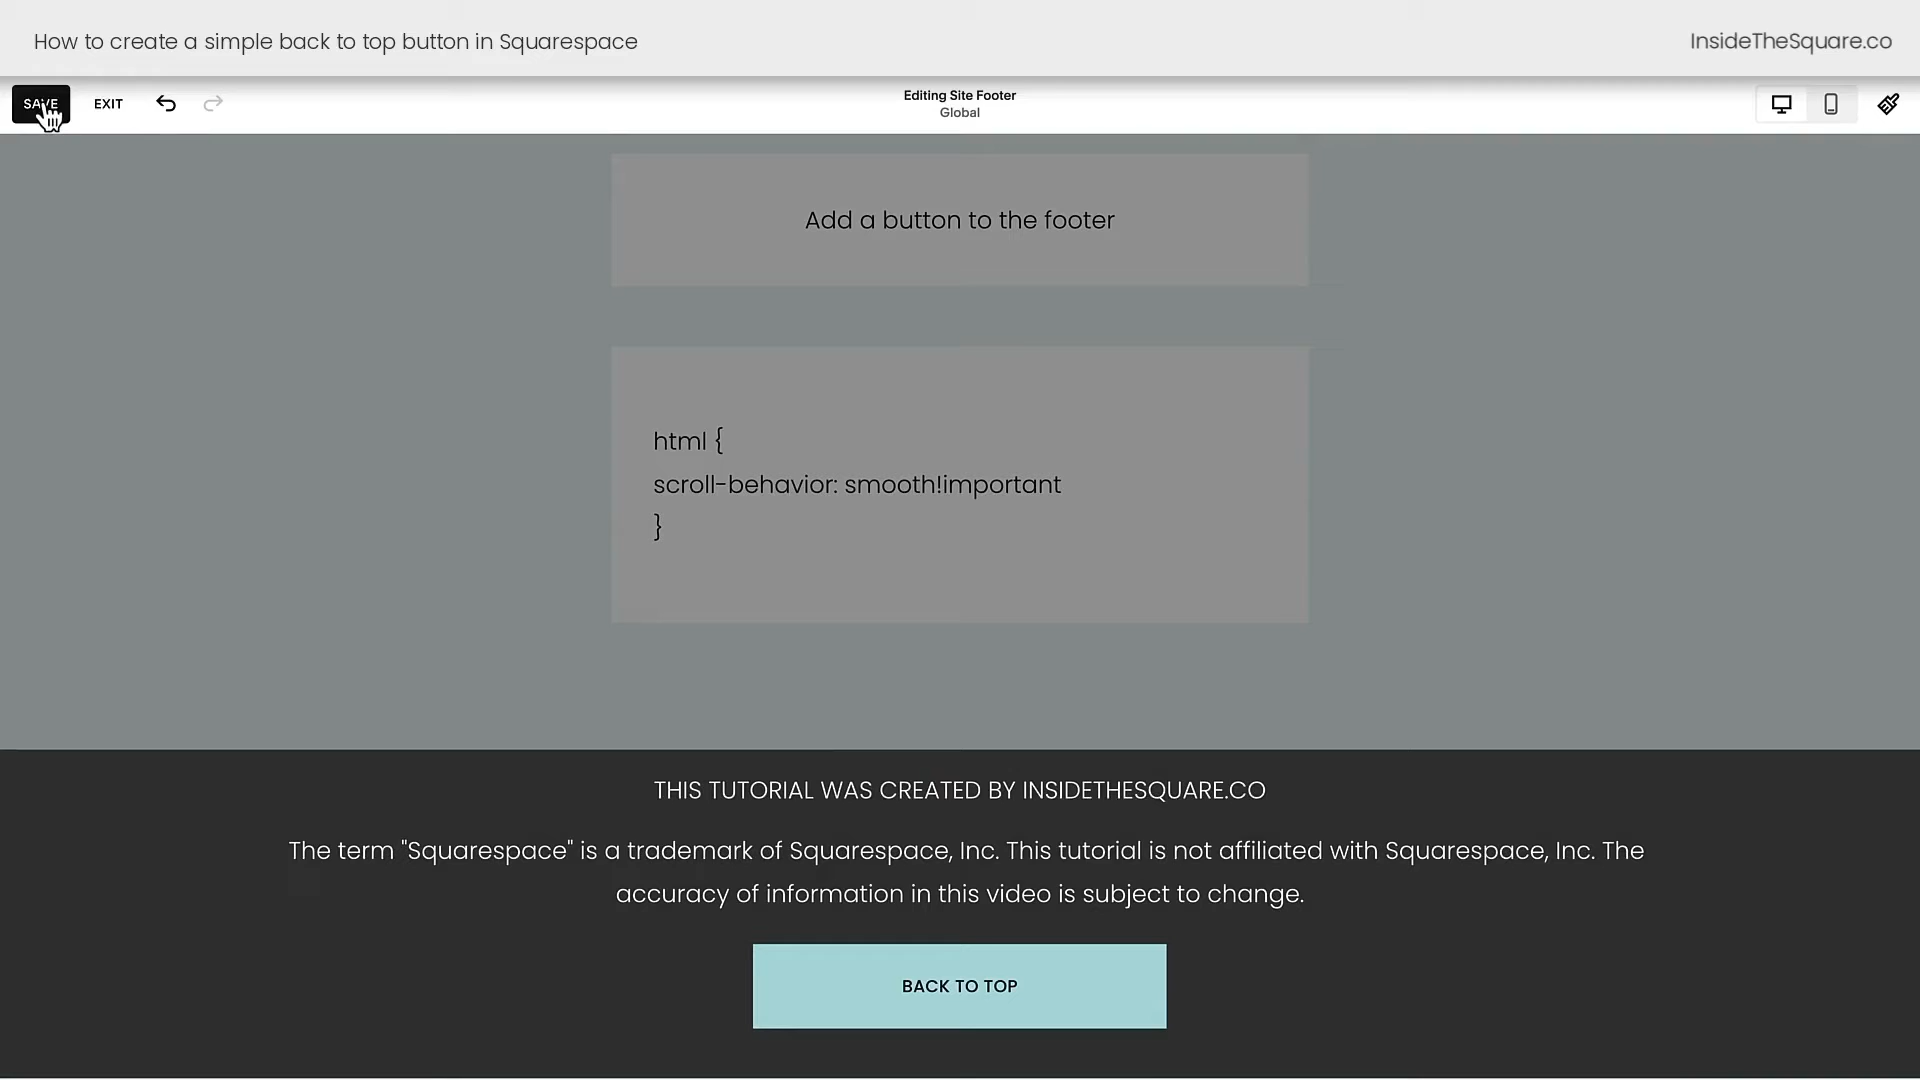 How to create a simple back to top button in Squarespace
InsideTheSquare.co
SAVE
EXIT
Editing Site Footer
Global
Add a button to the footer
html {
scroll-behavior: smooth!important
}
THIS TUTORIAL WAS CREATED BY INSIDETHESQUARE.CO
The term "Squarespace" is a trademark of Squarespace, Inc. This tutorial is not affiliated with Squarespace, Inc. The
accuracy of information in this video is subject to change.
BACK TO TOP